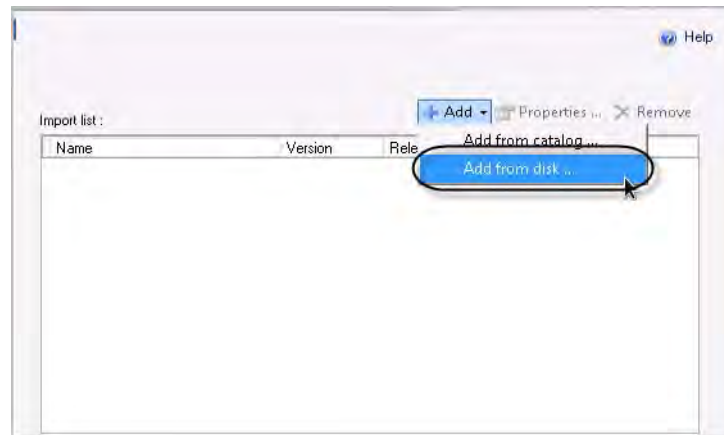 Help
Add Properties ... Remove
Import list :
Add from catalog ...
Name Version Rele
Add from disk ...